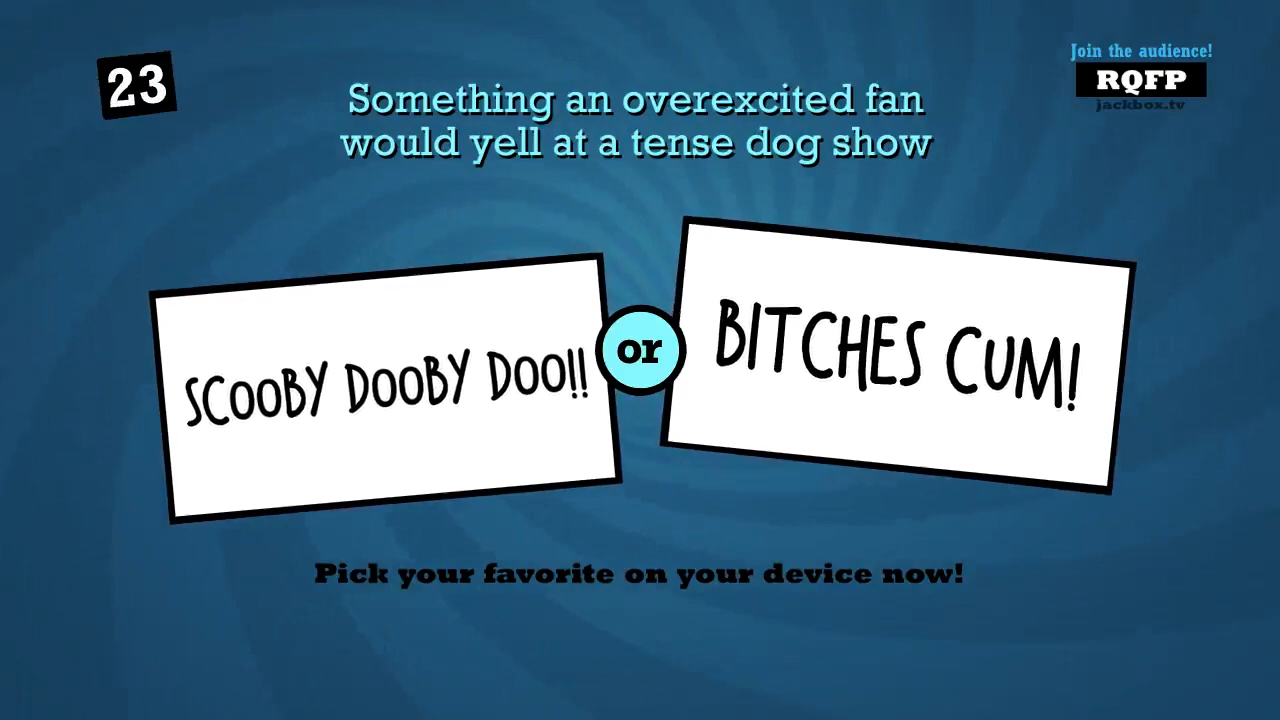 23
Join the audience!
RQFP
jackbox.tv
Something an overexcited fan
would yell at a tense dog show
SCOOBY DOOBY DOO!!
or
BITCHES CUM!
Pick your favorite on your device now!